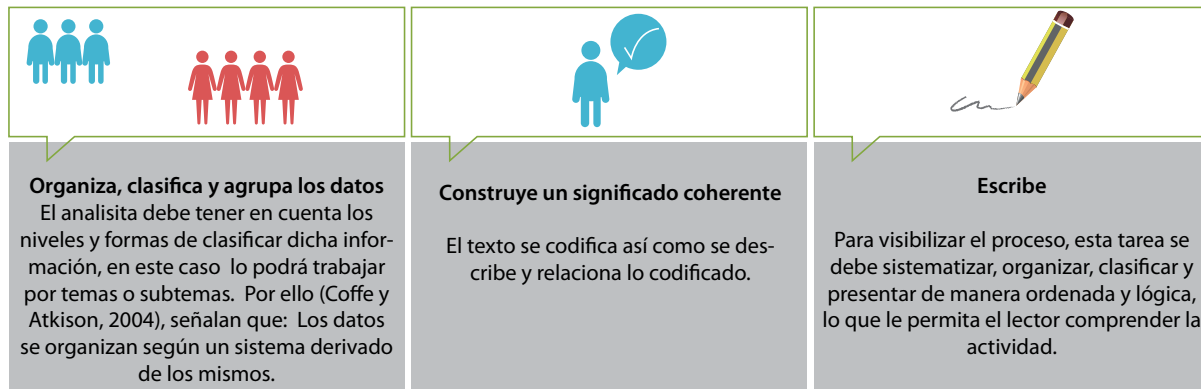 Organiza, clasifica y agrupa los datos
El analisita debe tener en cuenta los
niveles y formas de clasificar dicha infor-
mación, en este caso lo podrá trabajar
por temas o subtemas. Por ello (Coffe y
Atkison, 2004), señalan que: Los datos
se organizan según un sistema derivado
de los mismos.
Construye un significado coherente
El texto se codifica así como se des-
cribe y relaciona lo codificado.
Escribe
Para visibilizar el proceso, esta tarea se
debe sistematizar, organizar, clasificar y
presentar de manera ordenada y lógica,
lo que le permita el lector comprender la
actividad.